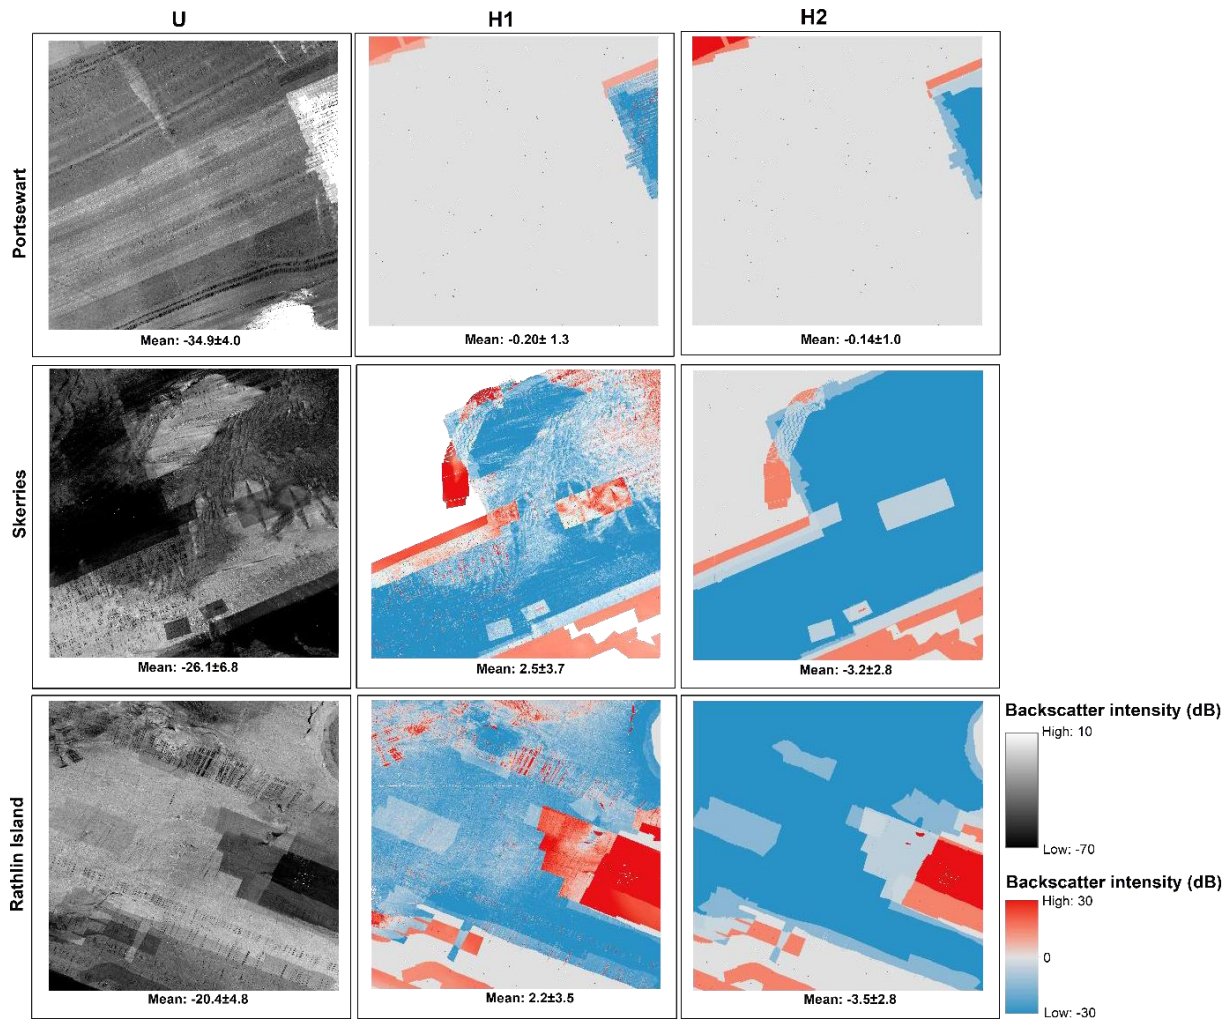 U H1 H2
Portsewart
Mean: -34.9±4.0
Mean: -0.20± 1.3
Mean: -0.14±1.0
Skerries
Mean: -26.1±6.8
Mean: 2.5±3.7
Mean: -3.2±2.8
Rathlin Island
Mean: -20.4±4.8
Mean: 2.2±3.5
Mean: -3.5±2.8
Backscatter intensity (dB)
High: 10
Low: -70
Backscatter intensity (dB)
High: 30
0
Low: -30